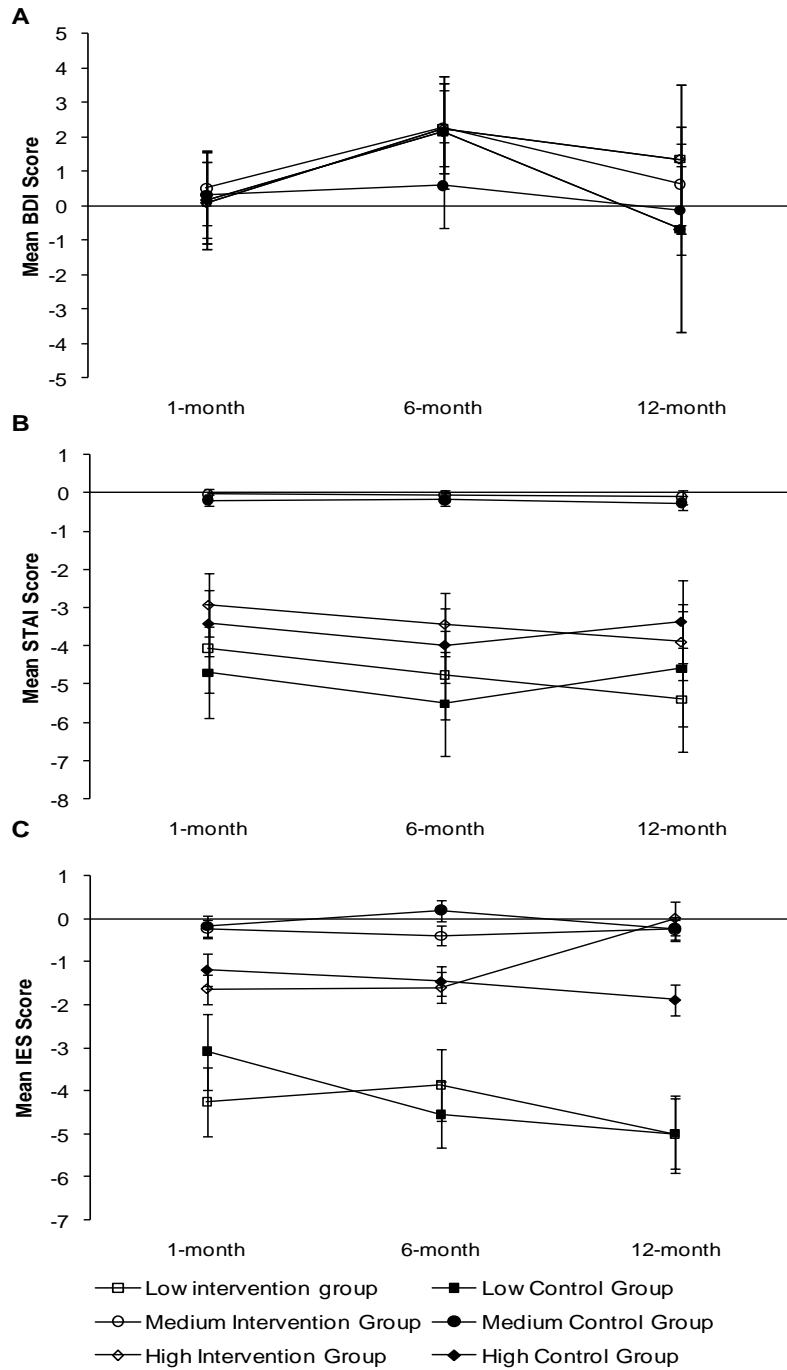 A
5
4
3
2
1
0
-1
-2
-3
-4
-5
Mean BDI Score
1-month 6-month 12-month
B
1
0
-1
-2
-3
-4
-5
-6
-7
-8
Mean STAI Score
1-month 6-month 12-month
C
1
0
-1
-2
-3
-4
-5
-6
-7
Mean IES Score
1-month 6-month 12-month
Low intervention group Low Control Group
Medium Intervention Group Medium Control Group
High Intervention Group High Control Group